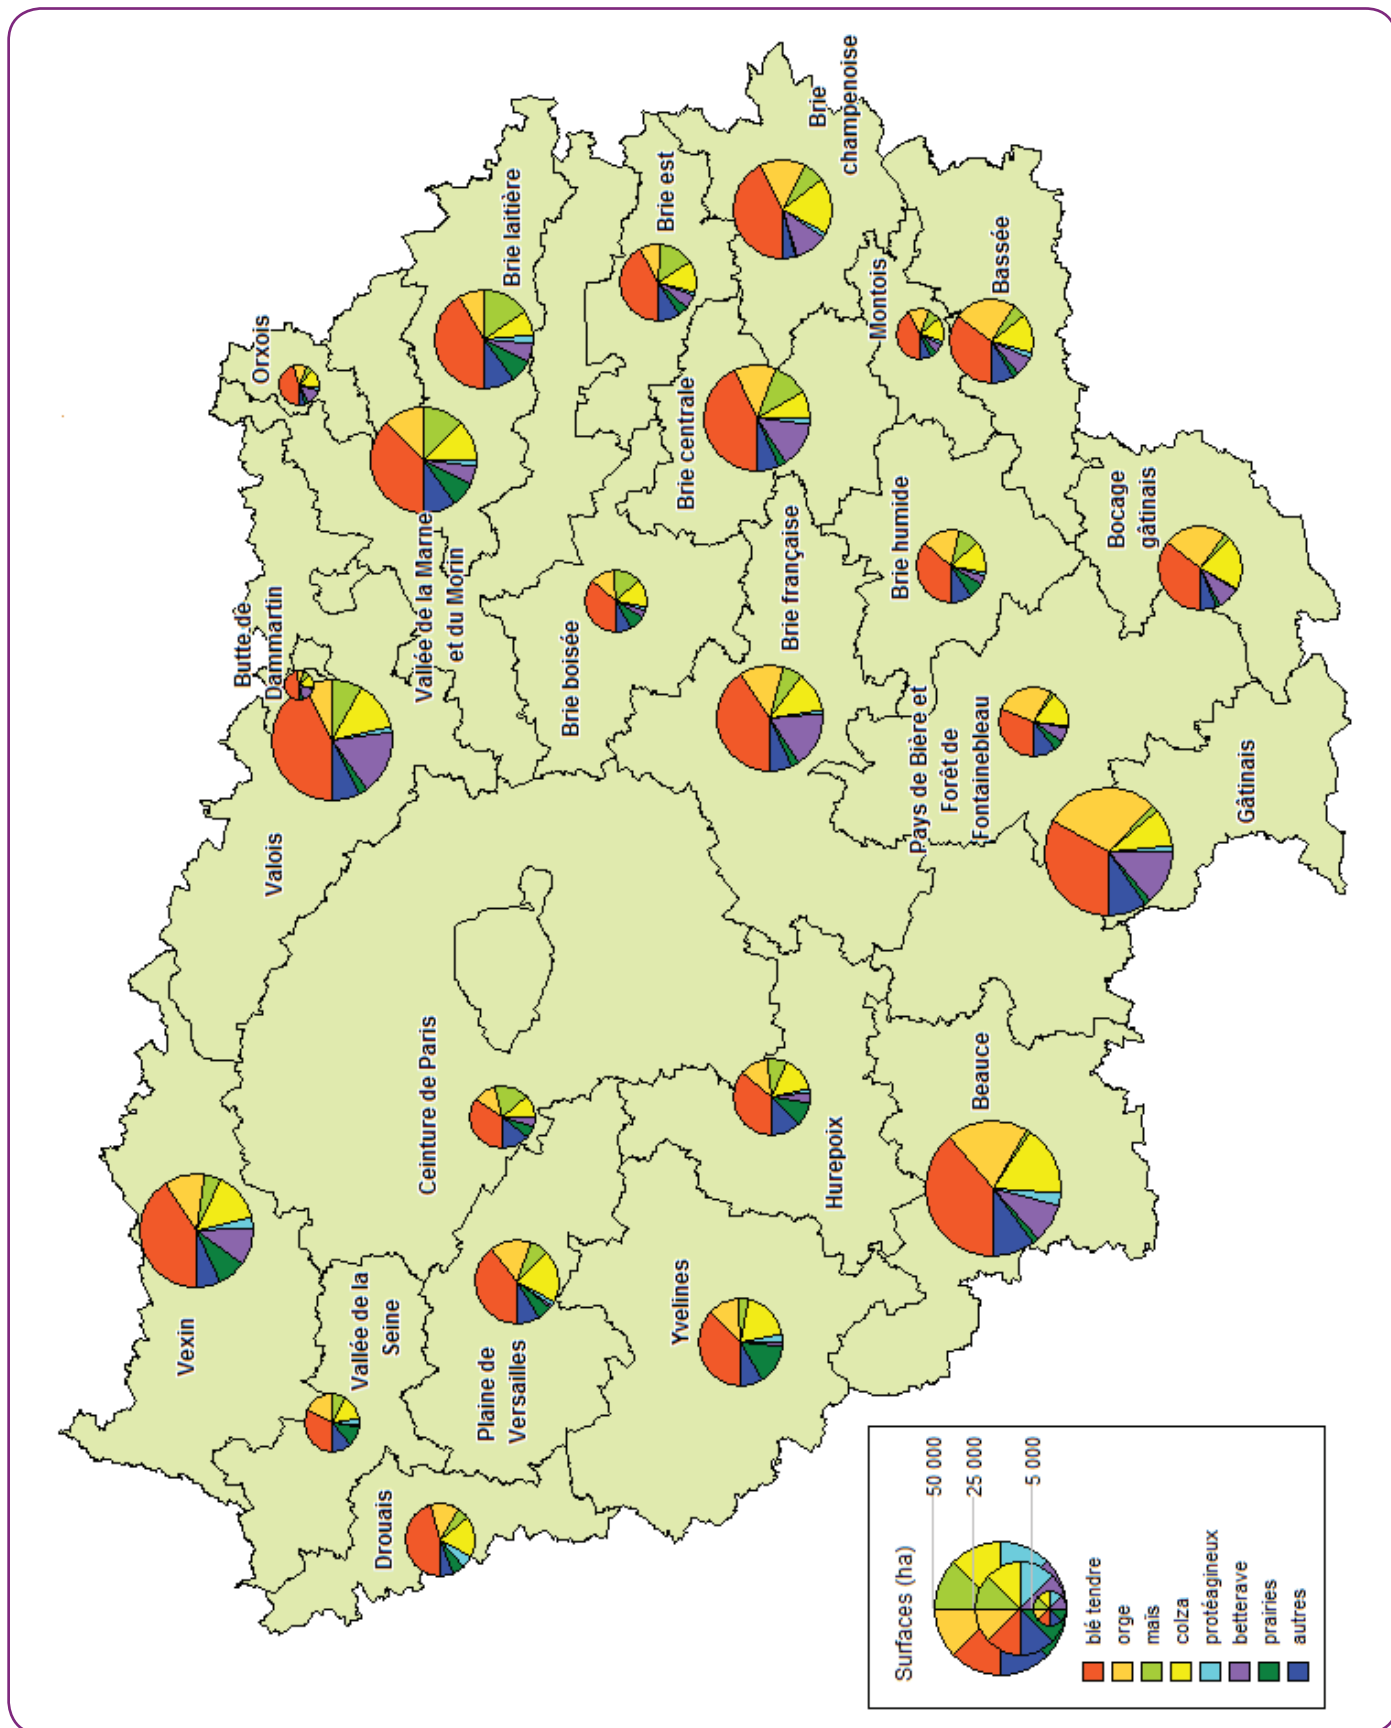 Vexin
Valois
Butte de
Dammartin
Orxois
Vallée de la
Seine
Drouais
Ceinture de Paris
Vallée de la Marne
et du Morin
Brie laitière
Plaine de
Versailles
Brie boisée
Brie est
Yvelines
Brie centrale
Brie française
Brie
champenoise
Hurepoix
Brie humide
Montois
Bassée
Pays de Bière et
Forêt de
Fontainebleau
Beauce
Bocage
gâtinais
Gâtinais
Surfaces (ha)
50 000
25 000
5 000
blé tendre
orge
maïs
colza
protéagineux
betterave
prairies
autres